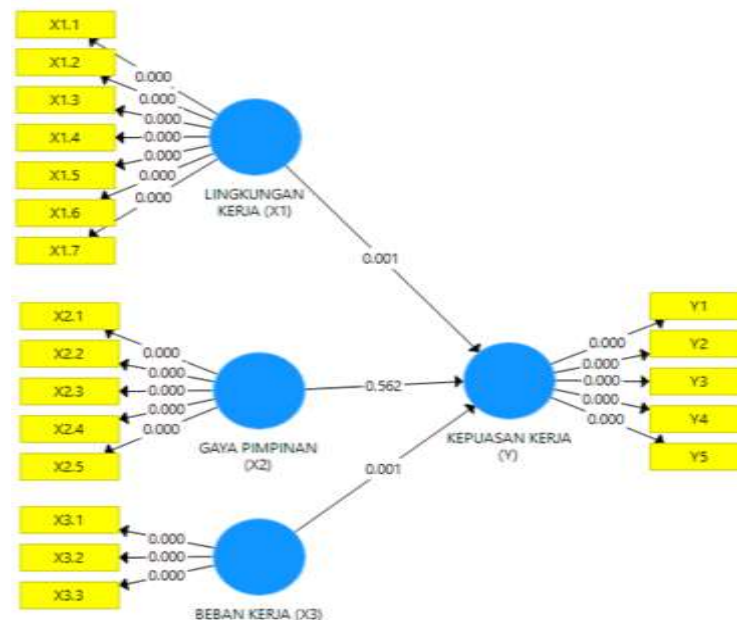 X1.1
X1.2
X1.3
X1.4
X1.5
X1.6
X1.7
0.000
0.000
0.000
0.000
0.000
0.000
0.000
LINGKUNGAN
KERJA (X1)
0.001
X2.1
X2.2
X2.3
X2.4
X2.5
0.000
0.000
0.000
0.000
0.000
GAYA PIMPINAN
(X2)
0.562
X3.1
X3.2
X3.3
0.000
0.000
0.000
BEBAN KERJA (X3)
0.001
KEPUASAN KERJA
(Y)
0.000
0.000
0.000
0.000
0.000
Y1
Y2
Y3
Y4
Y5